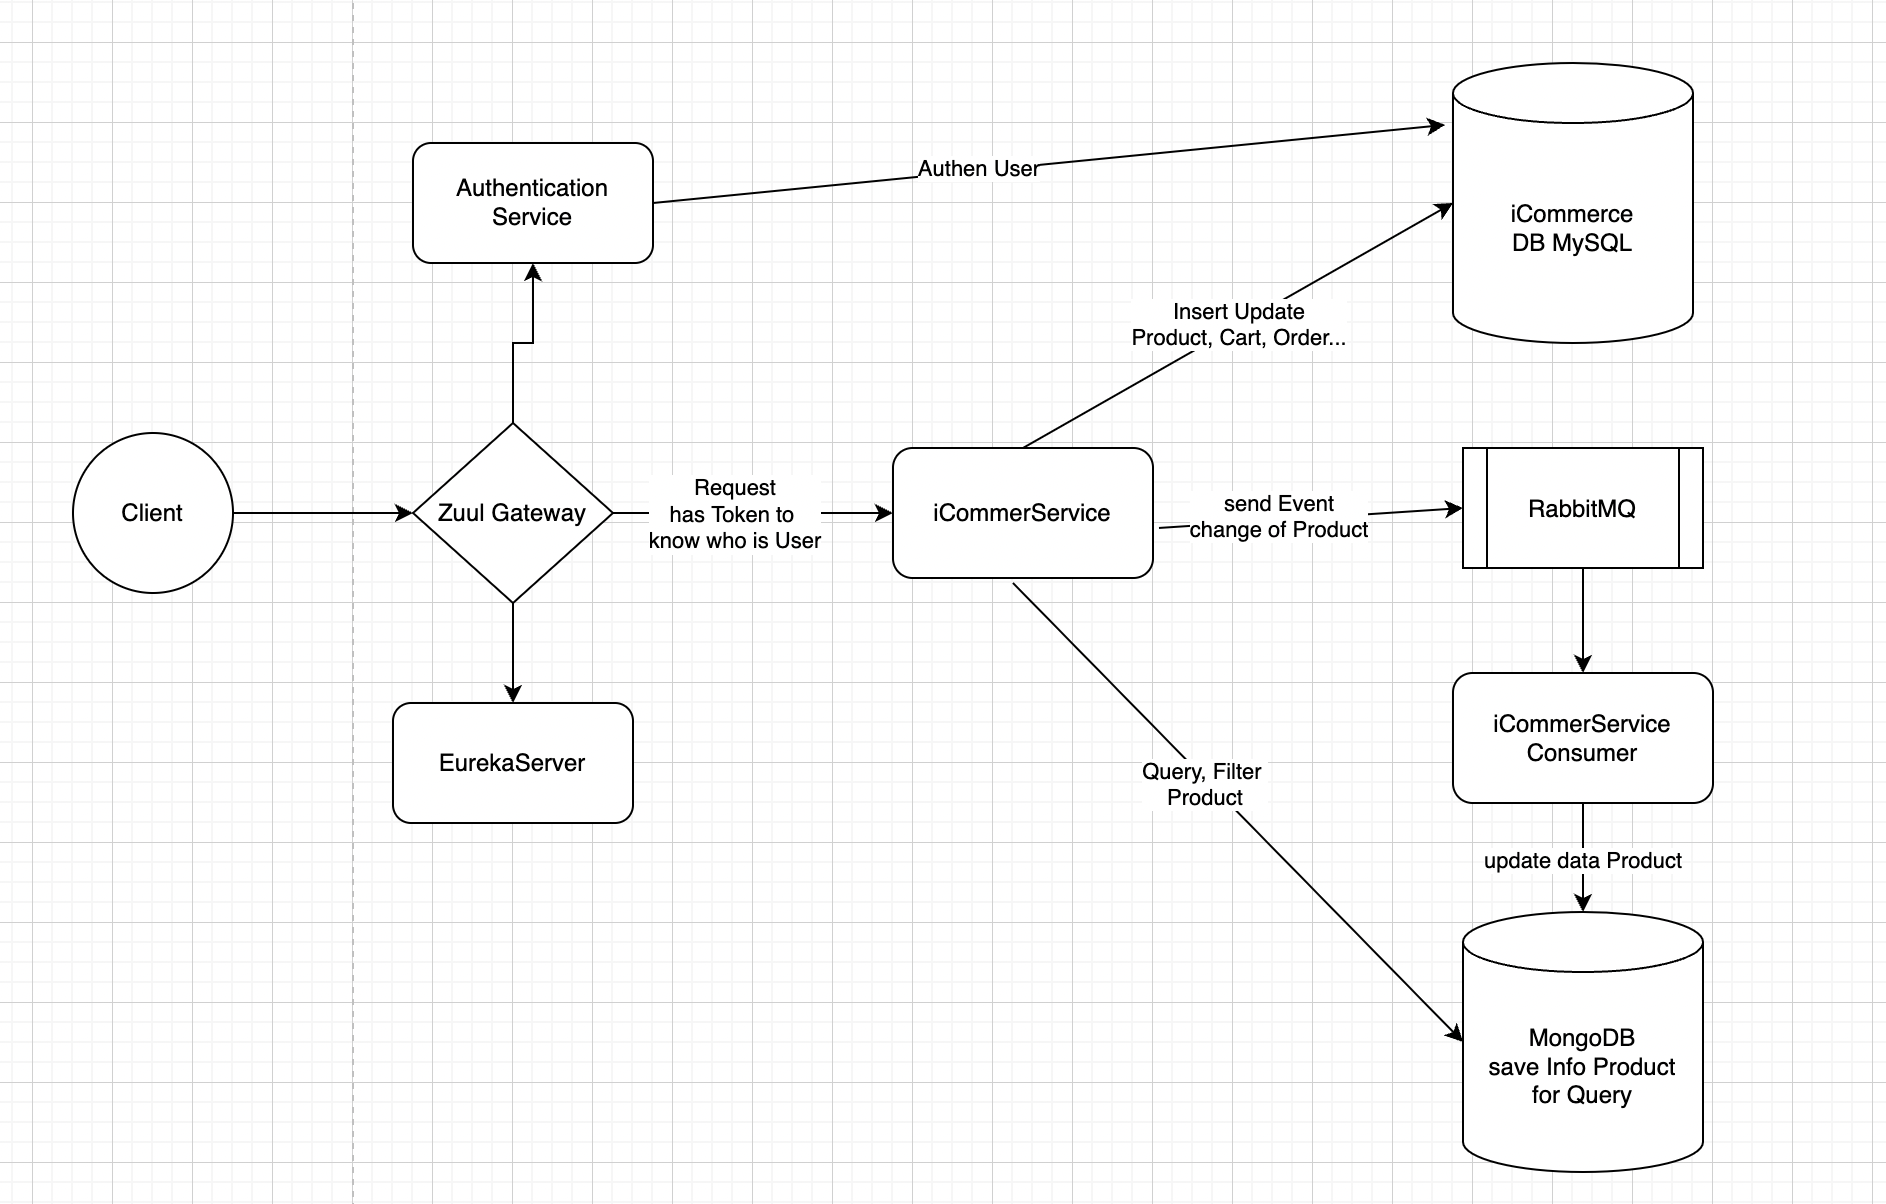 Authentication
Service
Authen User
iCommerce
DB MySQL
Insert Update
Product, Cart, Order...
Client
Zuul Gateway
Request
has Token to
know who is User
iCommerService
send Event
change of Product
RabbitMQ
EurekaServer
iCommerService
Consumer
Query, Filter
Product
update data Product
MongoDB
save Info Product
for Query